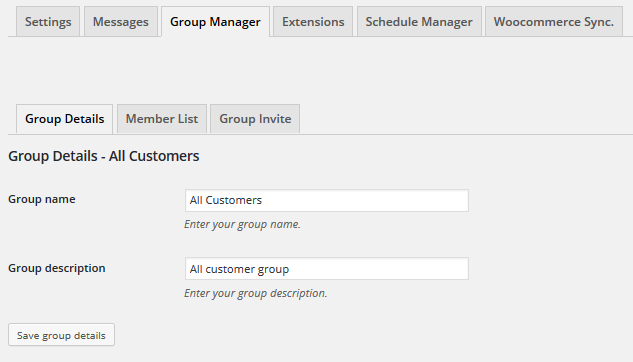 Settings Messages Group Manager Extensions Schedule Manager Woocommerce Sync.
Group Details Member List Group Invite
Group Details - All Customers
Group name All Customers
Enter your group name.
Group description All customer group
Enter your group description.
Save group details